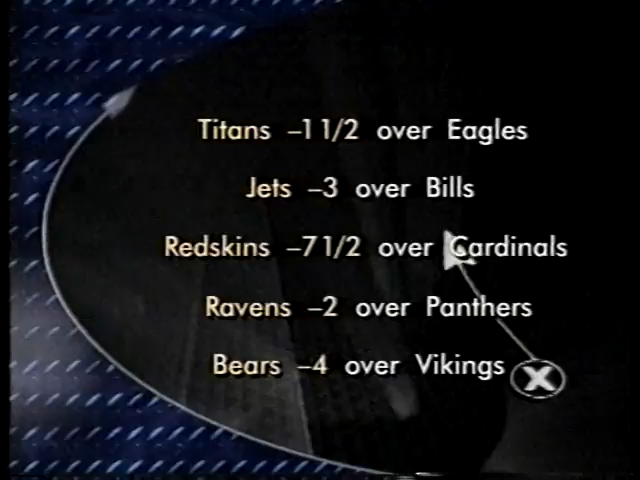 Titans –1 1/2 over Eagles
Jets –3 over Bills
Redskins –7 1/2 over Cardinals
Ravens –2 over Panthers
Bears –4 over Vikings
X